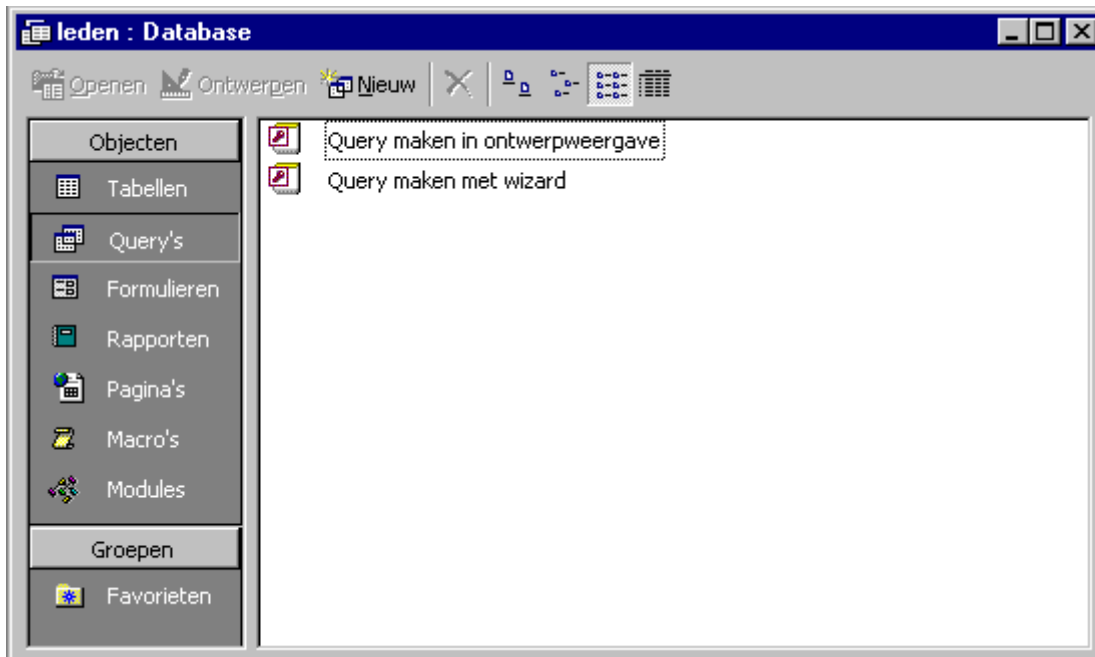 leden : Database
Openen Ontwerpen Nieuw
Objecten
Tabellen
Query's
Formulieren
Rapporten
Pagina's
Macro's
Modules
Groepen
Favorieten
Query maken in ontwerpweergave
Query maken met wizard